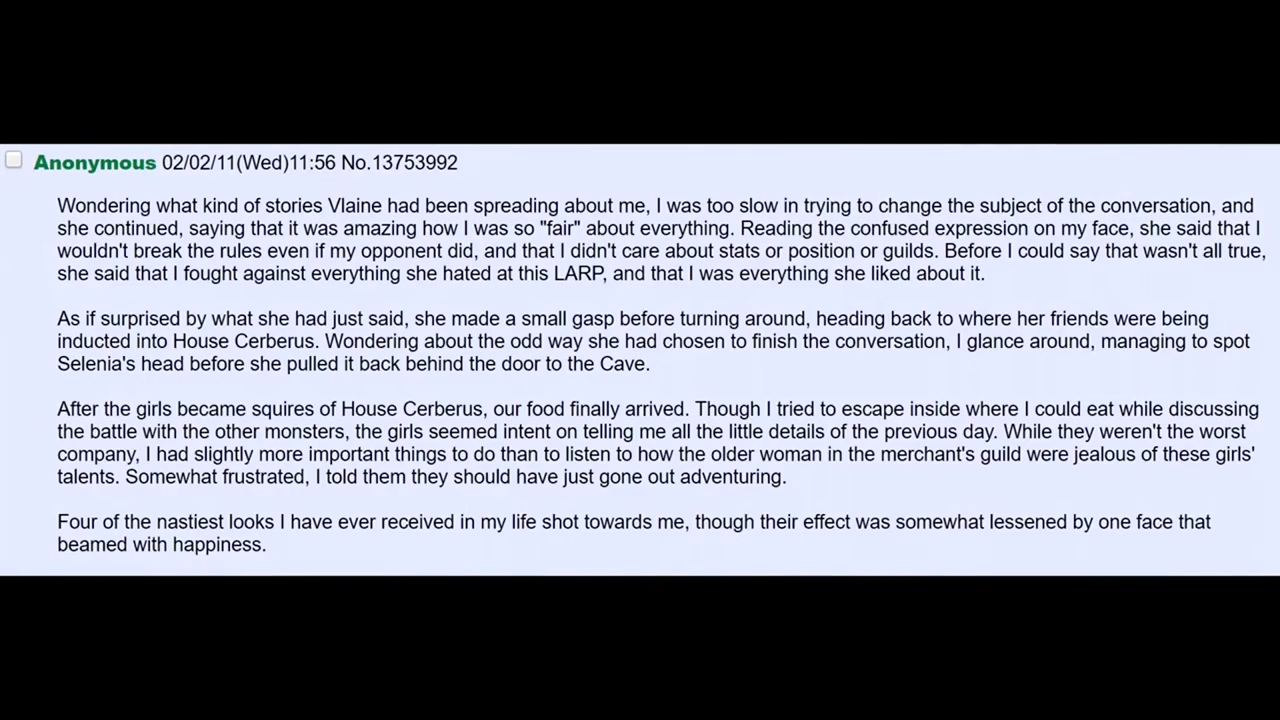 Anonymous 02/02/11(Wed)11:56 No.13753992
Wondering what kind of stories Vlaine had been spreading about me, I was too slow in trying to change the subject of the conversation, and
she continued, saying that it was amazing how I was so "fair" about everything. Reading the confused expression on my face, she said that I
wouldn't break the rules even if my opponent did, and that I didn't care about stats or position or guilds. Before I could say that wasn't all true,
she said that I fought against everything she hated at this LARP, and that I was everything she liked about it.
As if surprised by what she had just said, she made a small gasp before turning around, heading back to where her friends were being
inducted into House Cerberus. Wondering about the odd way she had chosen to finish the conversation, I glance around, managing to spot
Selenia's head before she pulled it back behind the door to the Cave.
After the girls became squires of House Cerberus, our food finally arrived. Though I tried to escape inside where I could eat while discussing
the battle with the other monsters, the girls seemed intent on telling me all the little details of the previous day. While they weren't the worst
company, I had slightly more important things to do than to listen to how the older woman in the merchant's guild were jealous of these girls'
talents. Somewhat frustrated, I told them they should have just gone out adventuring.
Four of the nastiest looks I have ever received in my life shot towards me, though their effect was somewhat lessened by one face that
beamed with happiness.